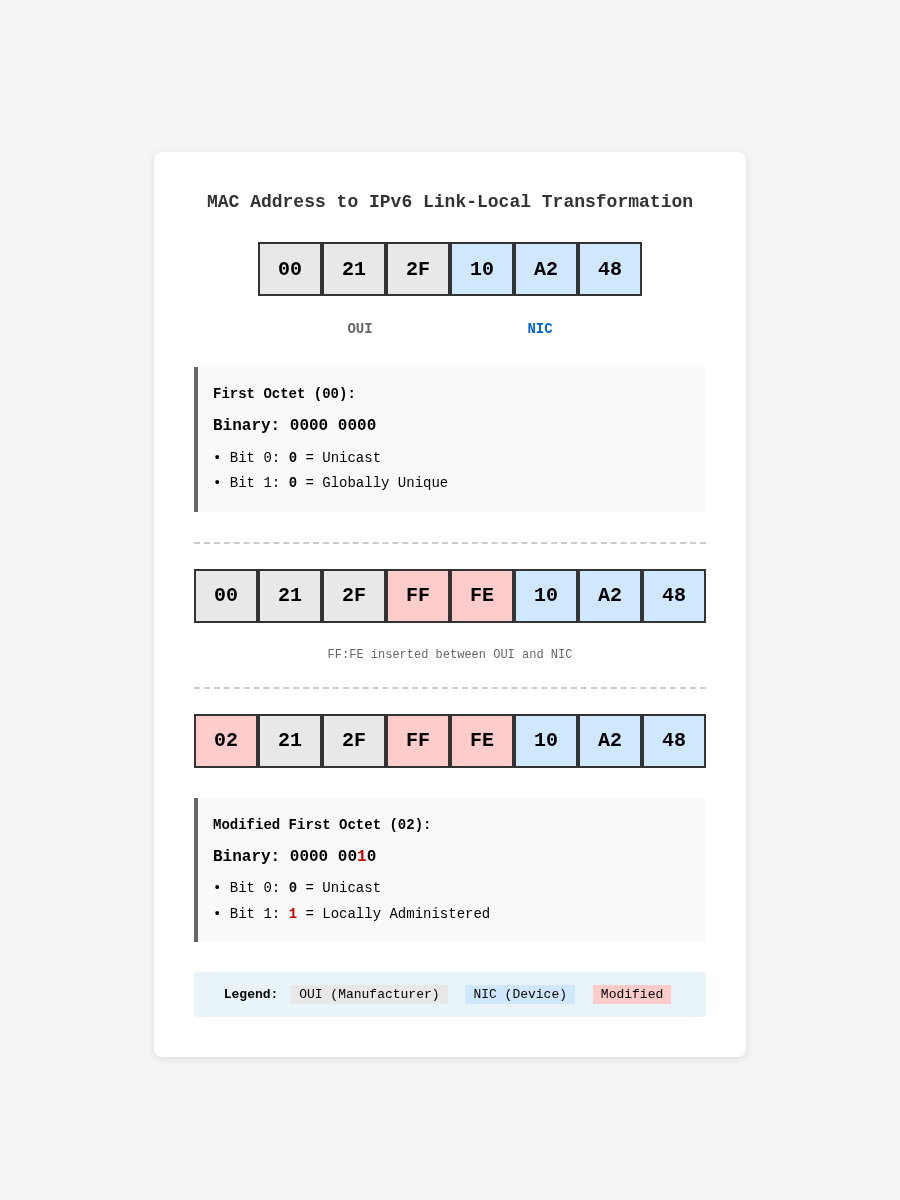 MAC Address to IPv6 Link-Local Transformation
00 21 2F 10 A2 48
OUI NIC
First Octet (00):
Binary: 0000 0000
• Bit 0: 0 = Unicast
• Bit 1: 0 = Globally Unique
00 21 2F FF FE 10 A2 48
FF:FE inserted between OUI and NIC
02 21 2F FF FE 10 A2 48
Modified First Octet (02):
Binary: 0000 0010
• Bit 0: 0 = Unicast
• Bit 1: 1 = Locally Administered
Legend: OUI (Manufacturer) NIC (Device) Modified